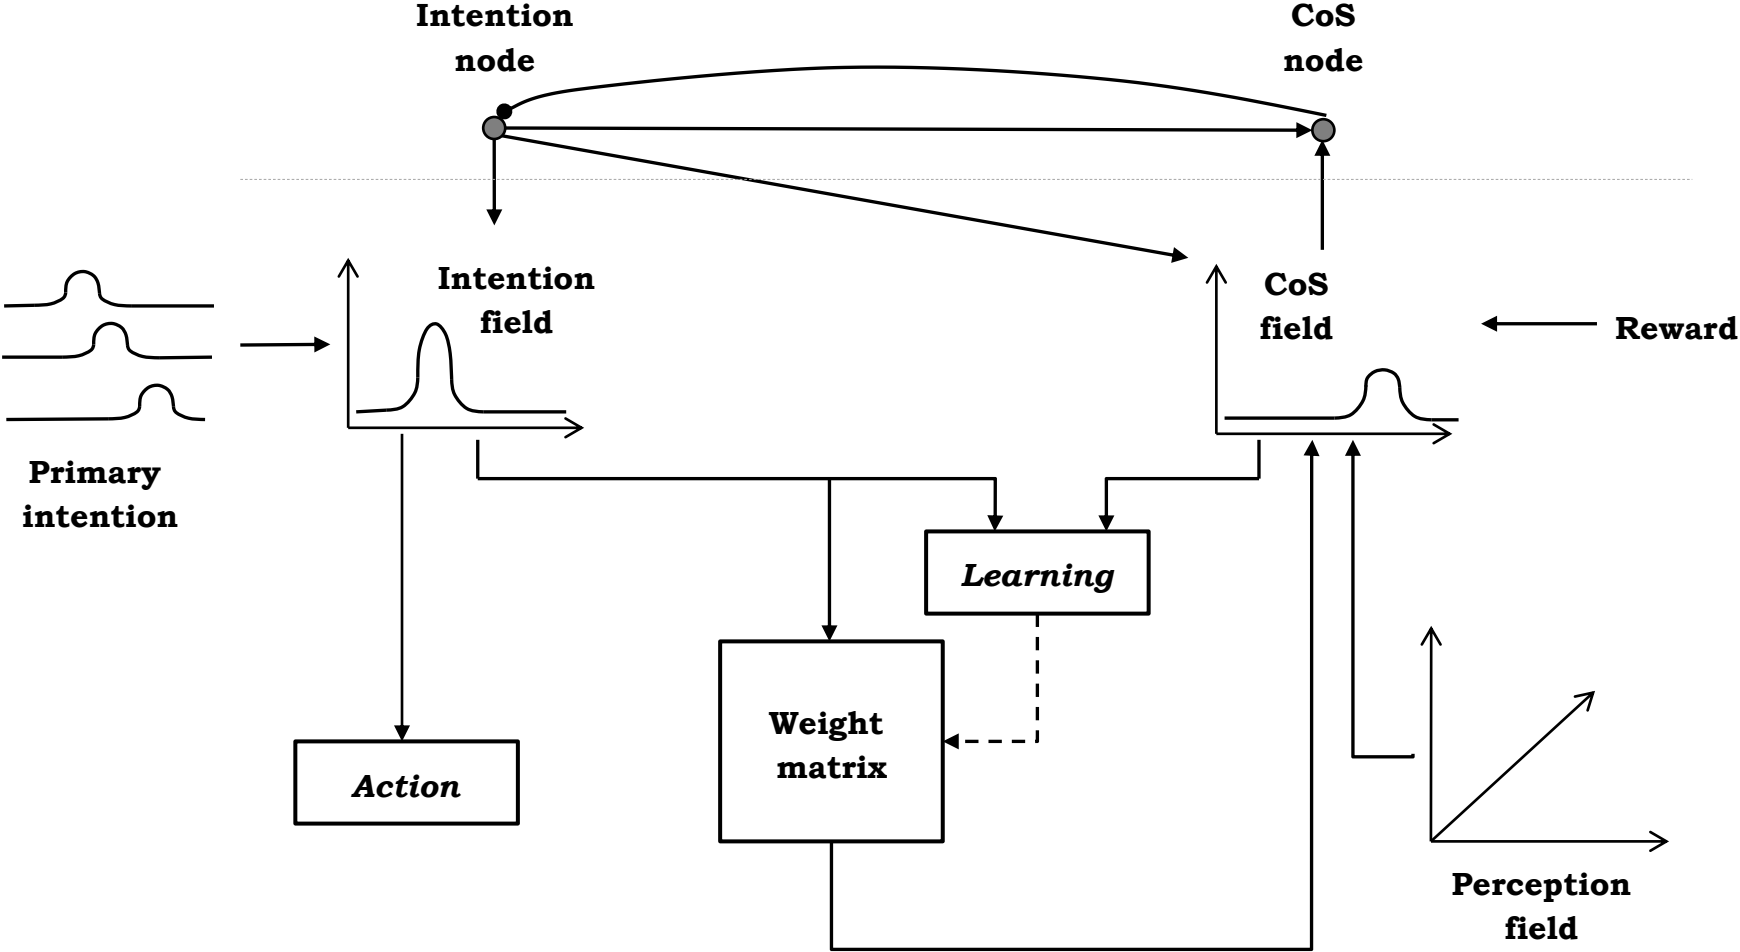 Intention
node
CoS
node
Intention
field
CoS
field
Reward
Primary
intention
Learning
Weight
matrix
Action
Perception
field